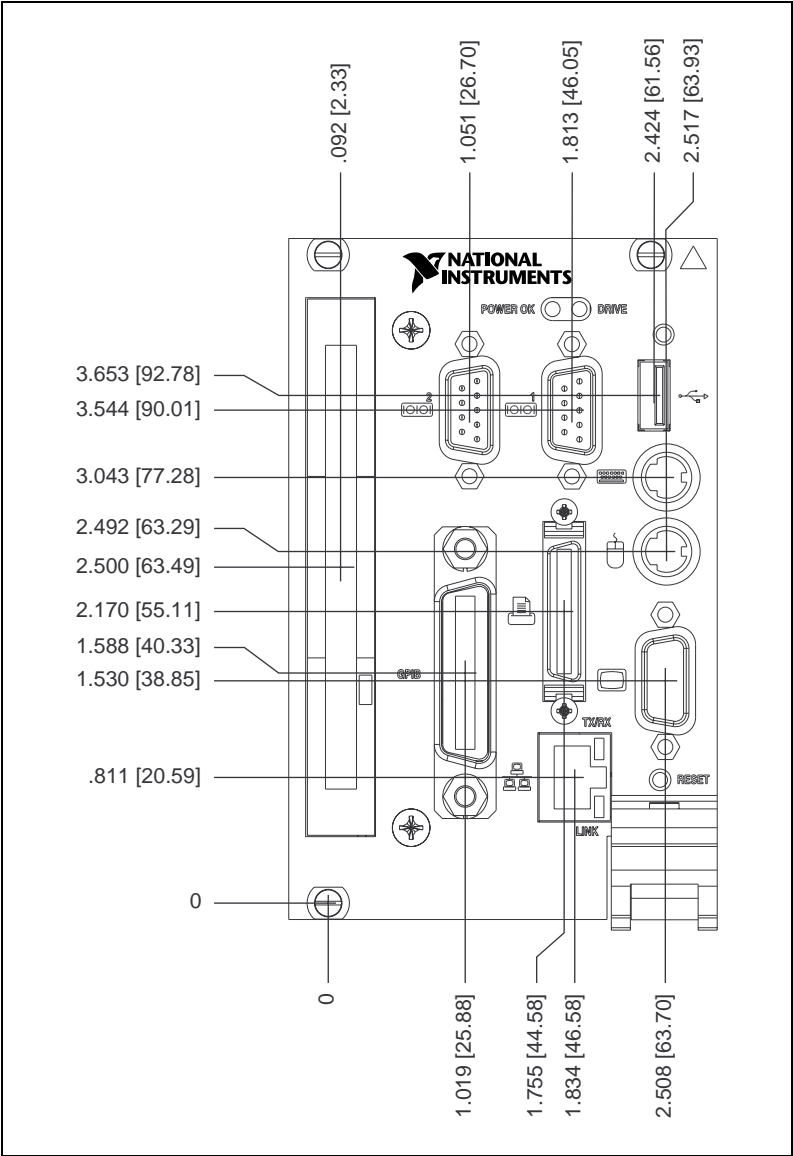 .092 [2.33]
1.051 [26.70]
1.813 [46.05]
2.424 [61.56]
2.517 [63.93]
NATIONAL
INSTRUMENTS
POWER OK
DRIVE
3.653 [92.78]
3.544 [90.01]
2
1
3.043 [77.28]
2.492 [63.29]
2.500 [63.49]
2.170 [55.11]
1.588 [40.33]
1.530 [38.85]
GPIB
TX/RX
.811 [20.59]
RESET
LINK
0
0
1.019 [25.88]
1.755 [44.58]
1.834 [46.58]
2.508 [63.70]